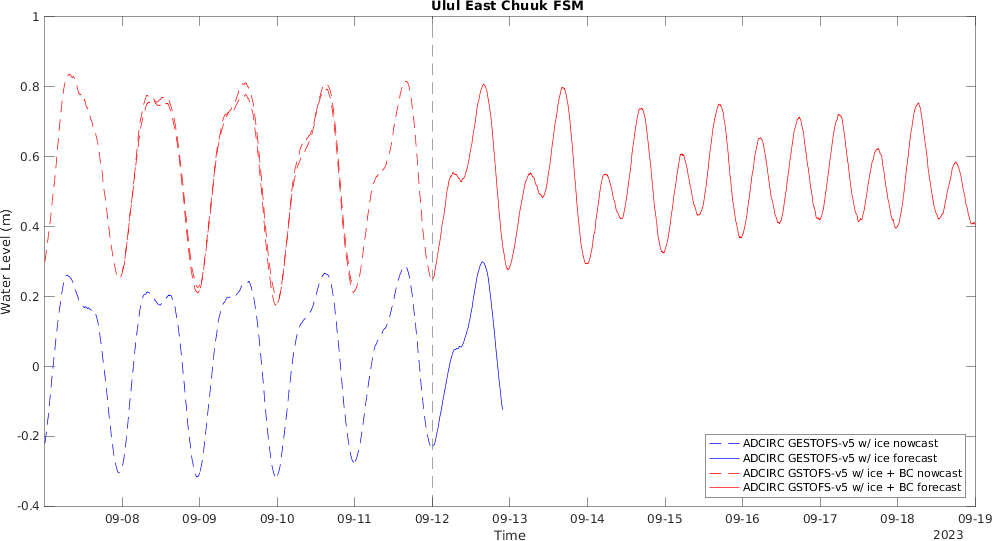 Ulul East Chuuk FSM
1
0.8
0.6
0.4
0.2
0
-0.2
-0.4
Water Level (m)
ADCIRC GESTOFS-v5 w/ ice nowcast
ADCIRC GESTOFS-v5 w/ ice forecast
ADCIRC GSTOFS-v5 w/ ice + BC nowcast
ADCIRC GSTOFS-v5 w/ ice + BC forecast
09-08 09-09 09-10 09-11 09-12 09-13 09-14 09-15 09-16 09-17 09-18 09-19
Time
2023